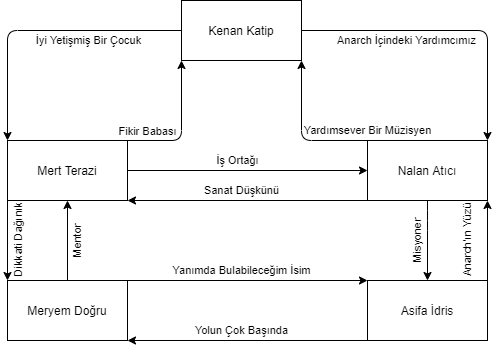 Kenan Katip
İyi Yetişmiş Bir Çocuk
Anarch İçindeki Yardımcımız
Fikir Babası
Yardımsever Bir Müzisyen
Mert Terazi
İş Ortağı
Nalan Atıcı
Sanat Düşkünü
Dikkati Dağınık
Mentor
Misyoner
Anarch'ın Yüzü
Yanımda Bulabileceğim İsim
Meryem Doğru
Asifa İdris
Yolun Çok Başında